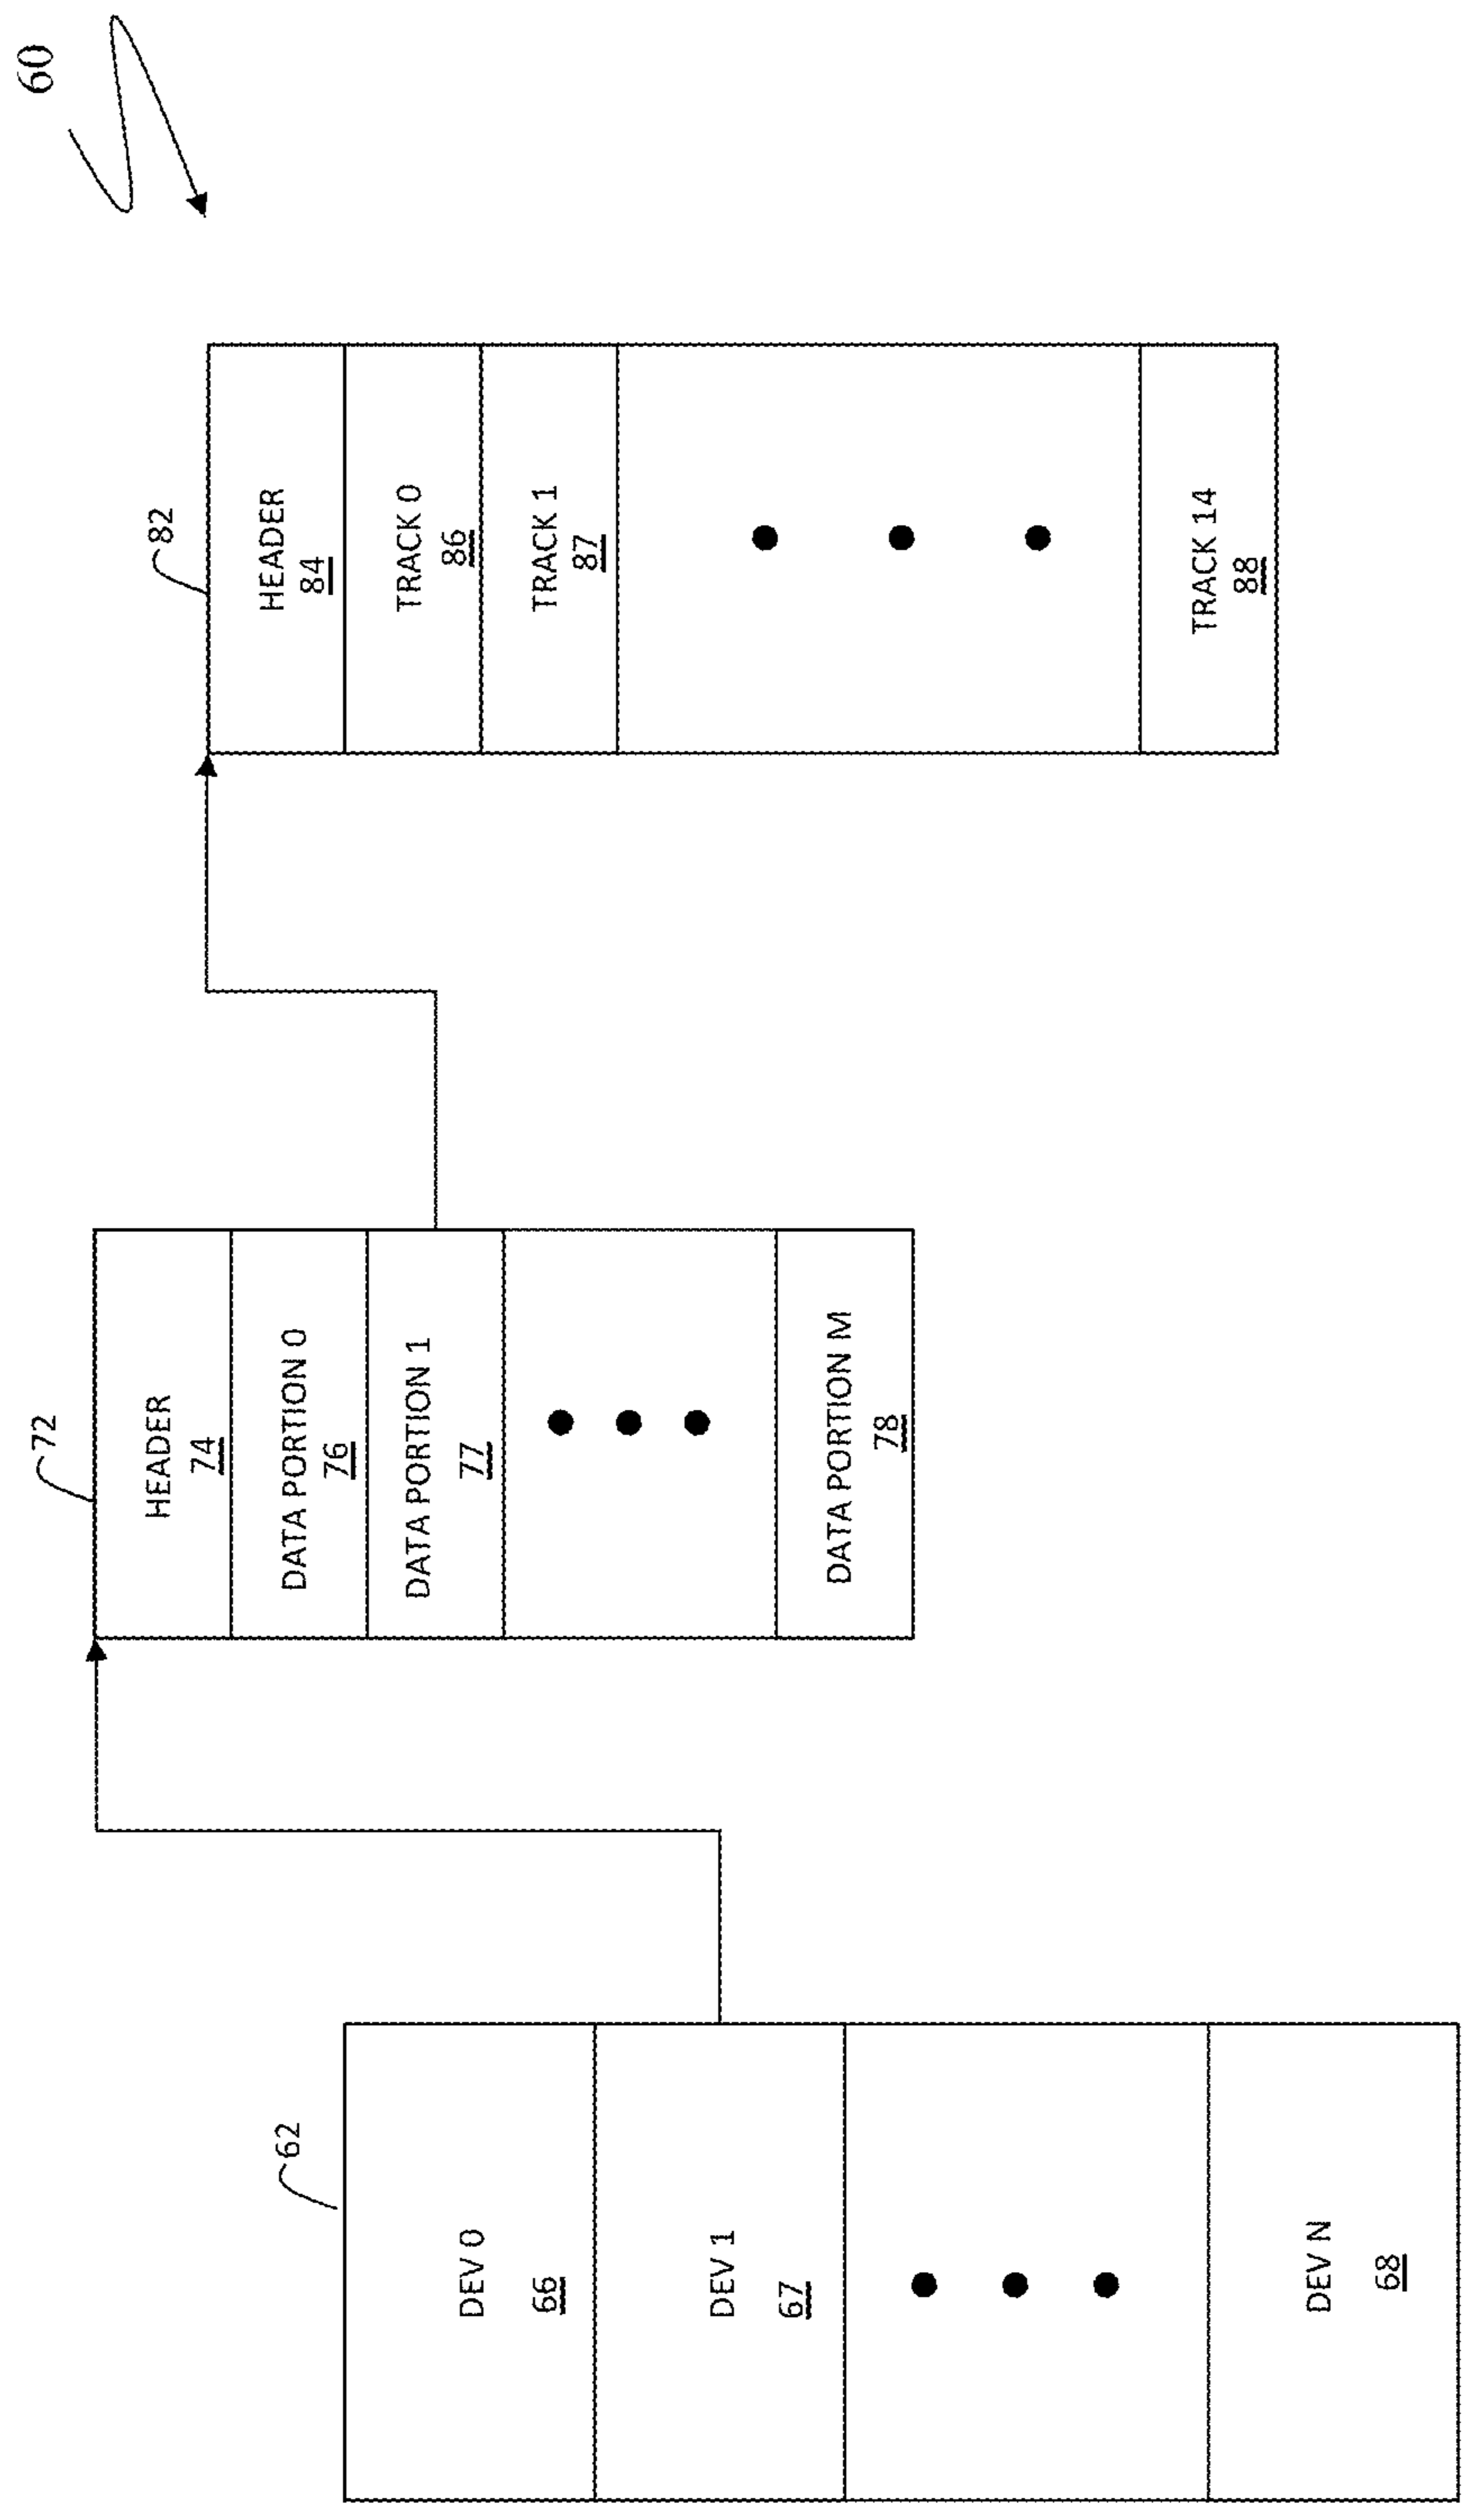 60
62
DEV 0
66
DEV 1
67
DEV N
68
72
HEADER
74
DATA PORTION 0
76
DATA PORTION 1
77
DATA PORTION M
78
82
HEADER
84
TRACK 0
86
TRACK 1
87
TRACK 14
88